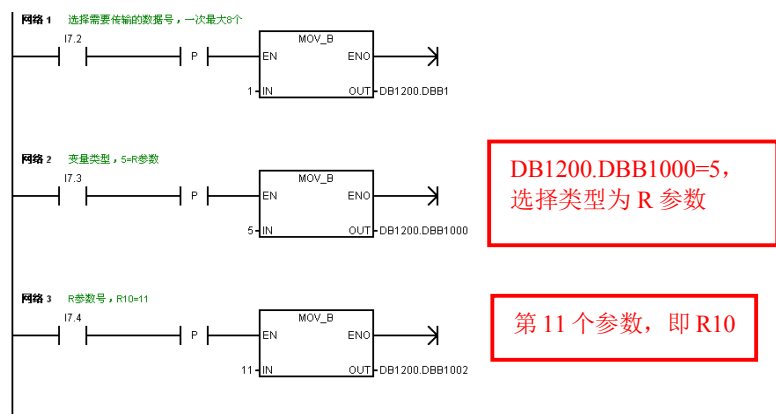 网络 1 选择需要传输的数据号，一次最大8个
I7.2
P
MOV_B
EN ENO
1 IN OUT DB1200.DBB1
网络 2 变量类型，5=R参数
I7.3
P
MOV_B
EN ENO
5 IN OUT DB1200.DBB1000
DB1200.DBB1000=5，
选择类型为 R 参数
网络 3 R参数号，R10=11
I7.4
P
MOV_B
EN ENO
11 IN OUT DB1200.DBB1002
第 11 个参数，即 R10